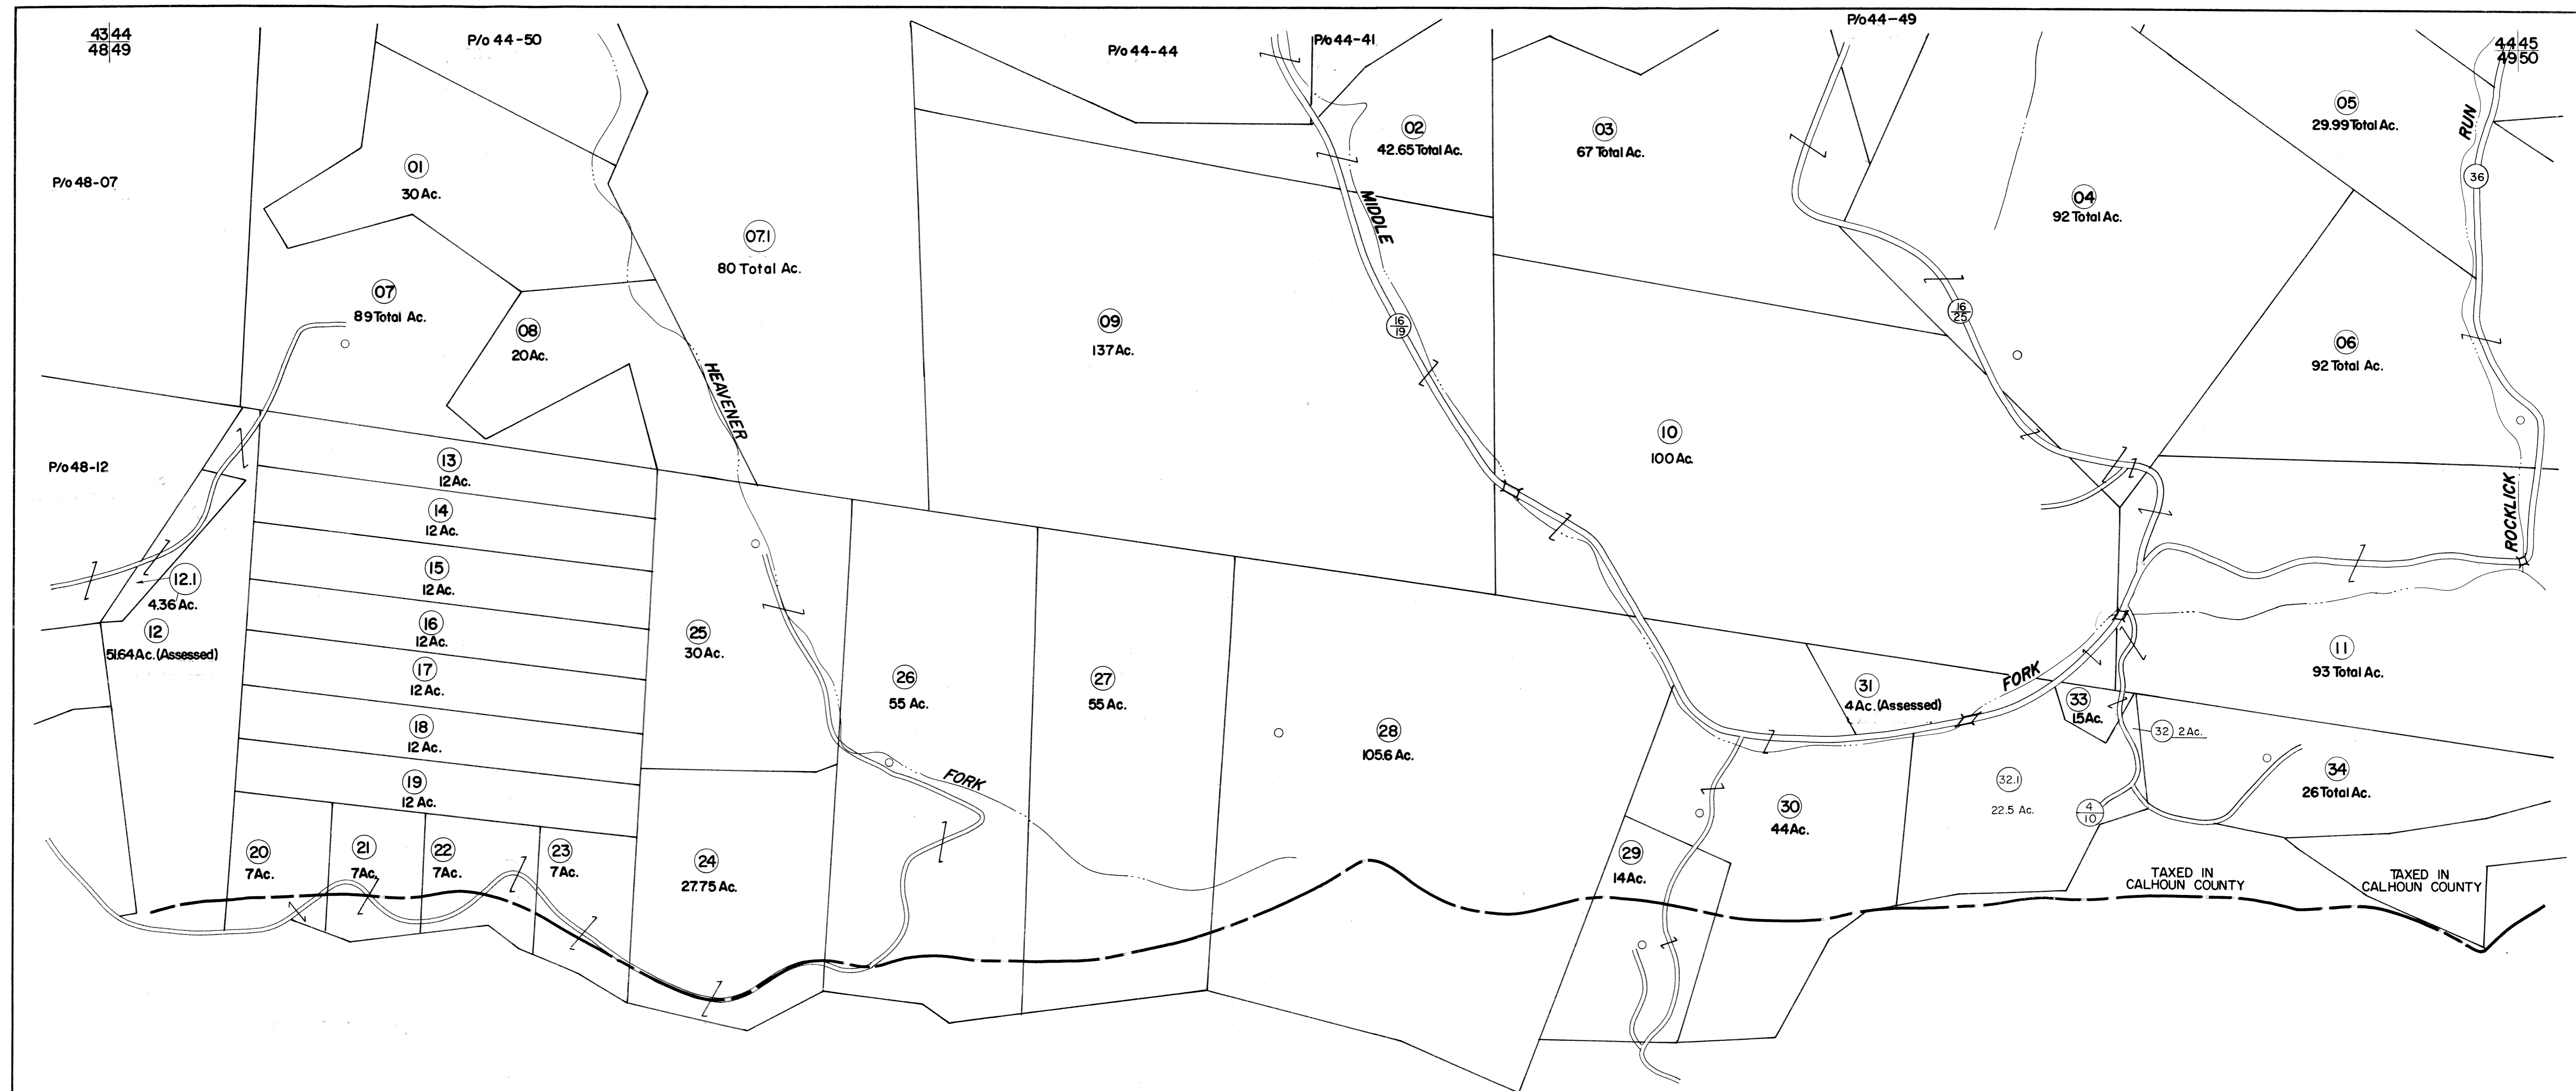 43 44
48 49
P/o 44-50
P/o 44-44
P/o 44-41
P/o 44-49
44 45
49 50
P/o 48-07
01
30 Ac.
07.1
80 Total Ac.
02
42.65 Total Ac.
03
67 Total Ac.
04
92 Total Ac.
05
29.99 Total Ac.
RUN
36
MIDDLE
07
89 Total Ac.
08
20 Ac.
HEAVENER
09
137 Ac.
16
19
16
25
06
92 Total Ac.
10
100 Ac.
ROCKLICK
P/o 48-12
13
12 Ac.
14
12 Ac.
15
12 Ac.
16
12 Ac.
17
12 Ac.
18
12 Ac.
19
12 Ac.
12.1
4.36 Ac.
12
51.64 Ac. (Assessed)
25
30 Ac.
26
55 Ac.
27
55 Ac.
28
105.6 Ac.
31
4 Ac. (Assessed)
FORK
33
1.5 Ac.
11
93 Total Ac.
32 2 Ac.
32.1
22.5 Ac.
4
10
34
26 Total Ac.
FORK
30
44 Ac.
29
14 Ac.
20
7 Ac.
21
7 Ac.
22
7 Ac.
23
7 Ac.
24
27.75 Ac.
TAXED IN
CALHOUN COUNTY
TAXED IN
CALHOUN COUNTY